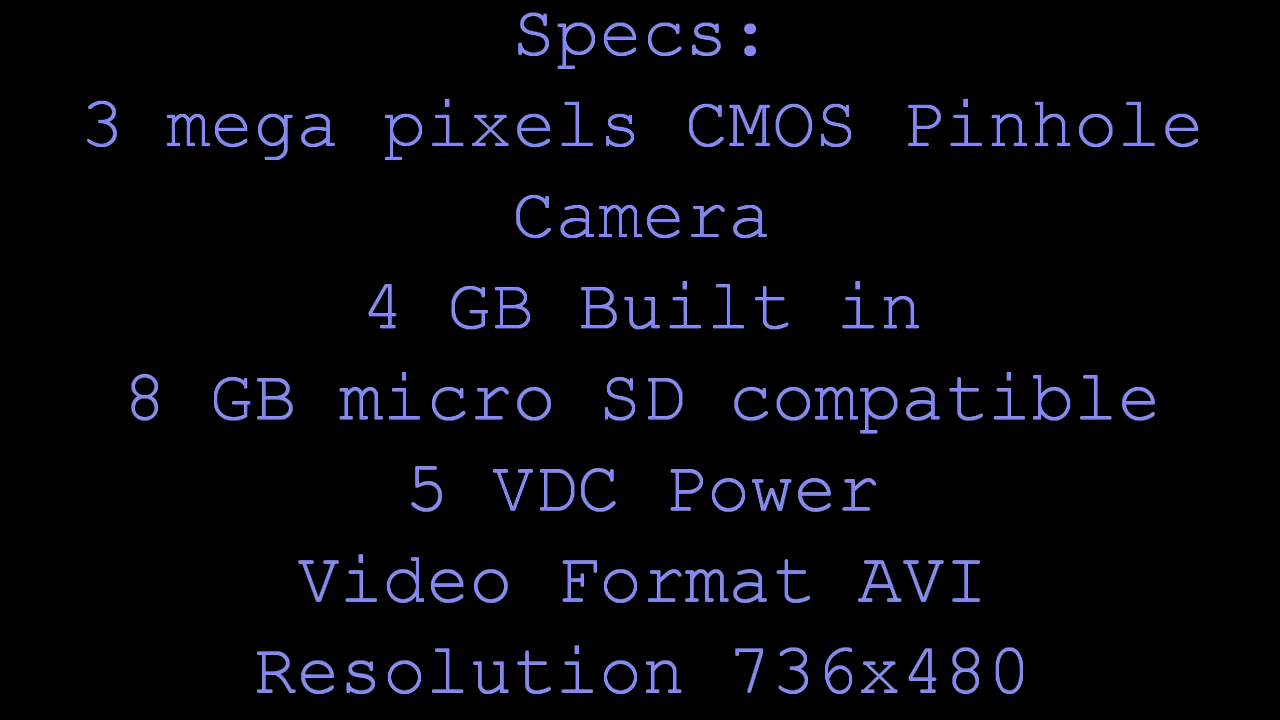 Specs:
3 mega pixels CMOS Pinhole
Camera
4 GB Built in
8 GB micro SD compatible
5 VDC Power
Video Format AVI
Resolution 736x480